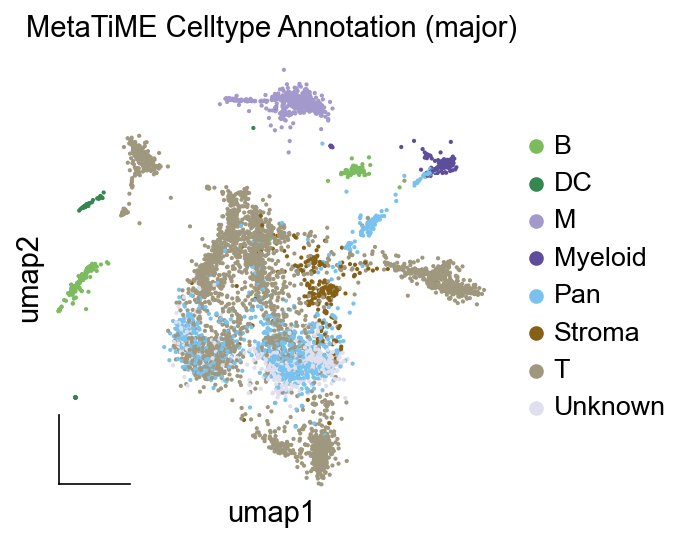 MetaTiME Celltype Annotation (major)
B
DC
M
Myeloid
Pan
Stroma
T
Unknown
umap2
umap1